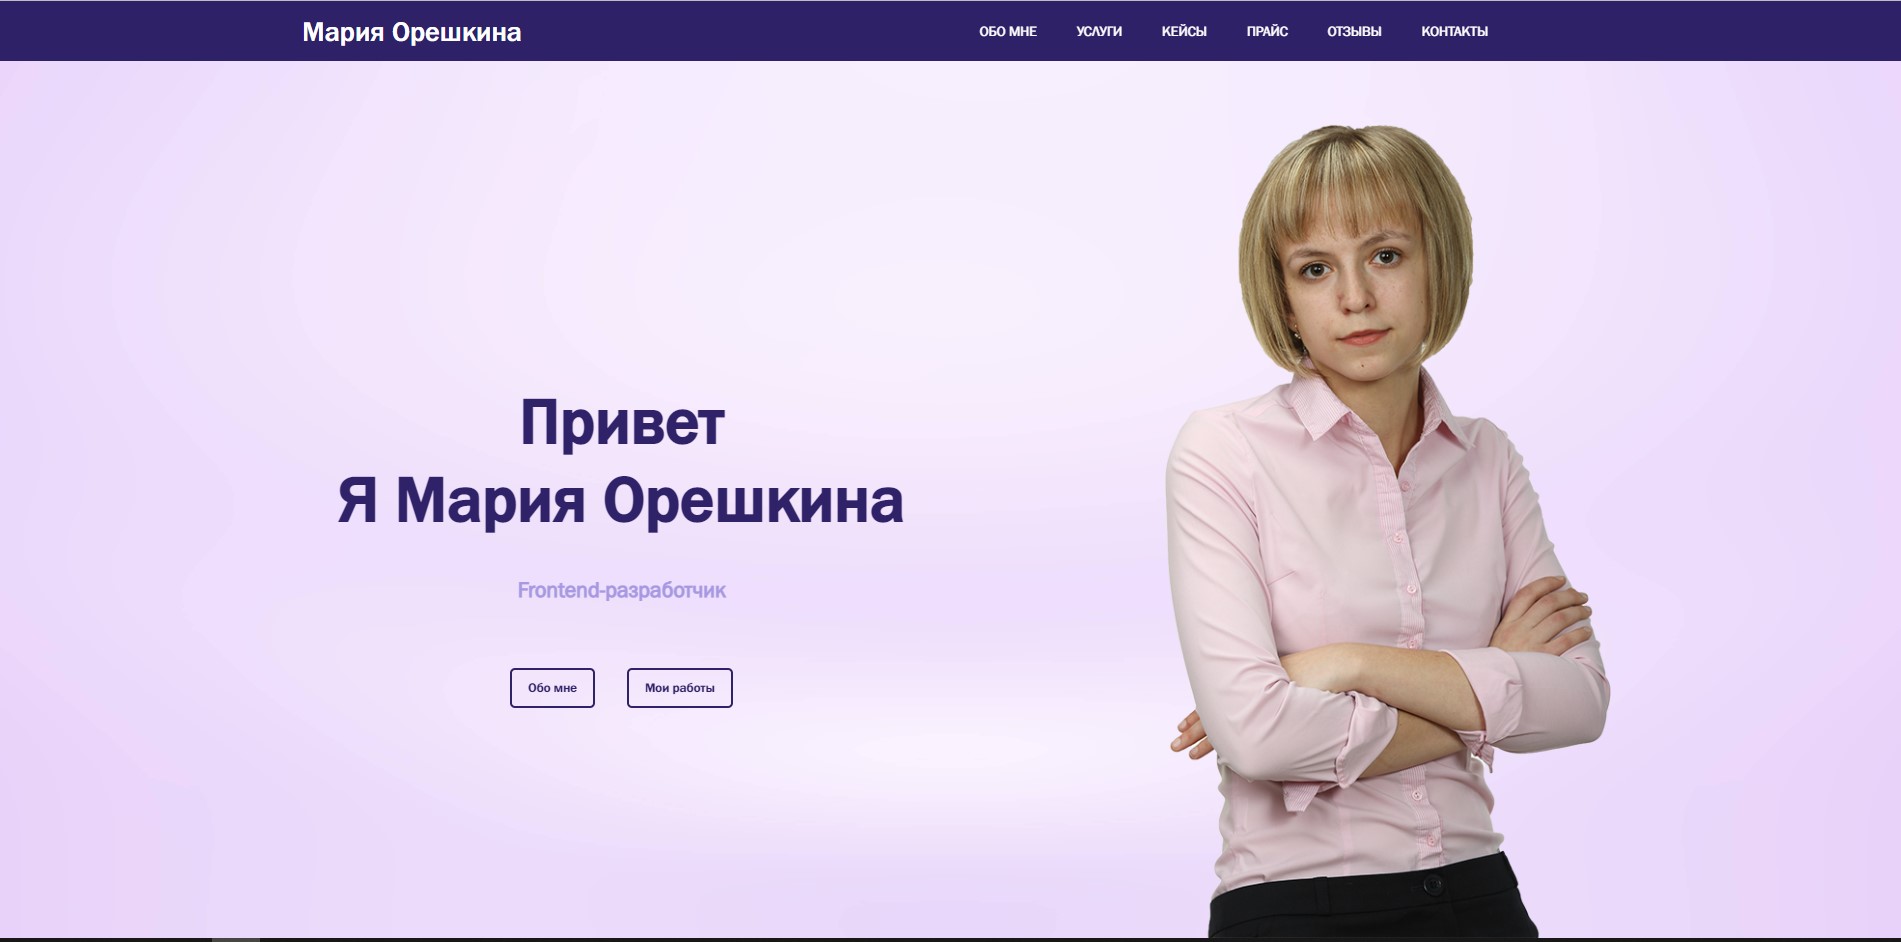 Мария Орешкина
ОБО МНЕ УСЛУГИ КЕЙСЫ ПРАЙС ОТЗЫВЫ КОНТАКТЫ
Привет
Я Мария Орешкина
Frontend-разработчик
Обо мне Мои работы